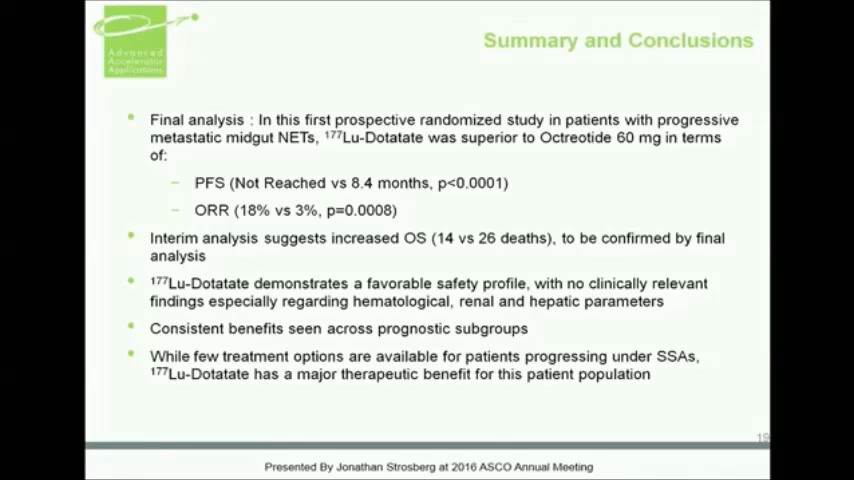 Advanced
Accelerator
Applications
Summary and Conclusions
• Final analysis : In this first prospective randomized study in patients with progressive
metastatic midgut NETs, ¹⁷⁷Lu-Dotatate was superior to Octreotide 60 mg in terms
of:
− PFS (Not Reached vs 8.4 months, p<0.0001)
− ORR (18% vs 3%, p=0.0008)
• Interim analysis suggests increased OS (14 vs 26 deaths), to be confirmed by final
analysis
• ¹⁷⁷Lu-Dotatate demonstrates a favorable safety profile, with no clinically relevant
findings especially regarding hematological, renal and hepatic parameters
• Consistent benefits seen across prognostic subgroups
• While few treatment options are available for patients progressing under SSAs,
¹⁷⁷Lu-Dotatate has a major therapeutic benefit for this patient population
19
Presented By Jonathan Strosberg at 2016 ASCO Annual Meeting